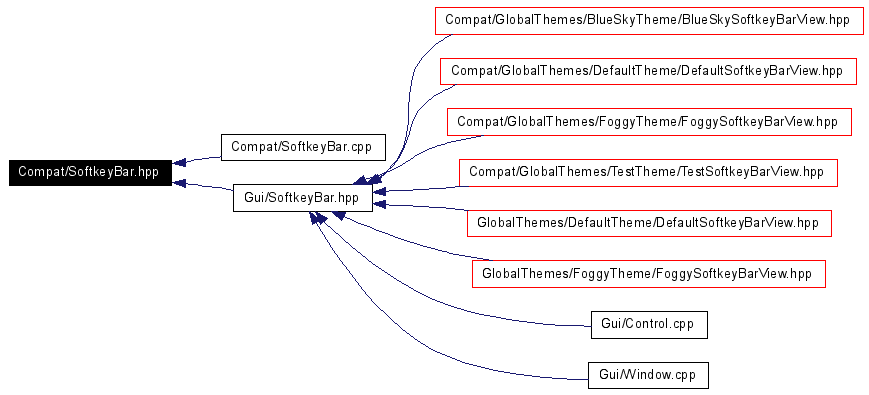 Compat/GlobalThemes/BlueSkyTheme/BlueSkySoftkeyBarView.hpp
Compat/GlobalThemes/DefaultTheme/DefaultSoftkeyBarView.hpp
Compat/GlobalThemes/FoggyTheme/FoggySoftkeyBarView.hpp
Compat/SoftkeyBar.cpp
Compat/SoftkeyBar.hpp
Compat/GlobalThemes/TestTheme/TestSoftkeyBarView.hpp
Gui/SoftkeyBar.hpp
GlobalThemes/DefaultTheme/DefaultSoftkeyBarView.hpp
GlobalThemes/FoggyTheme/FoggySoftkeyBarView.hpp
Gui/Control.cpp
Gui/Window.cpp